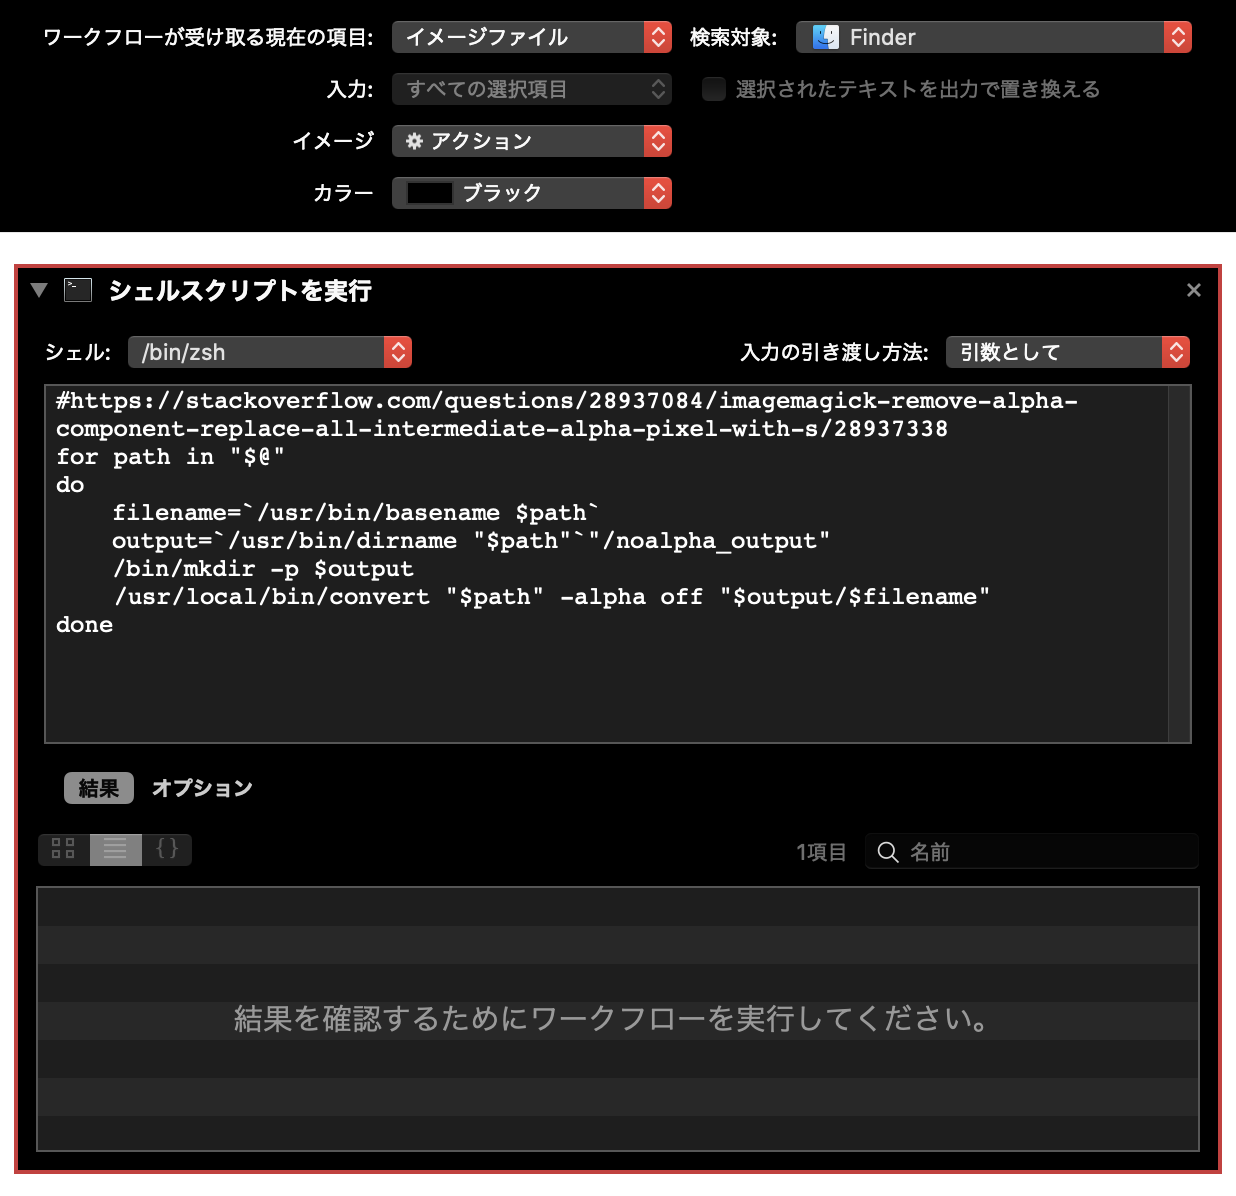 ワークフローが受け取る現在の項目: イメージファイル 検索対象: Finder
入力: すべての選択項目 選択されたテキストを出力で置き換える
イメージ アクション
カラー ブラック
シェルスクリプトを実行
シェル: /bin/zsh 入力の引き渡し方法: 引数として
#https://stackoverflow.com/questions/28937084/imagemagick-remove-alpha-
component-replace-all-intermediate-alpha-pixel-with-s/28937338
for path in "$@"
do
    filename=`/usr/bin/basename $path`
    output=`/usr/bin/dirname "$path"`"/noalpha_output"
    /bin/mkdir -p $output
    /usr/local/bin/convert "$path" -alpha off "$output/$filename"
done
結果 オプション
{} 1項目 名前
結果を確認するためにワークフローを実行してください。